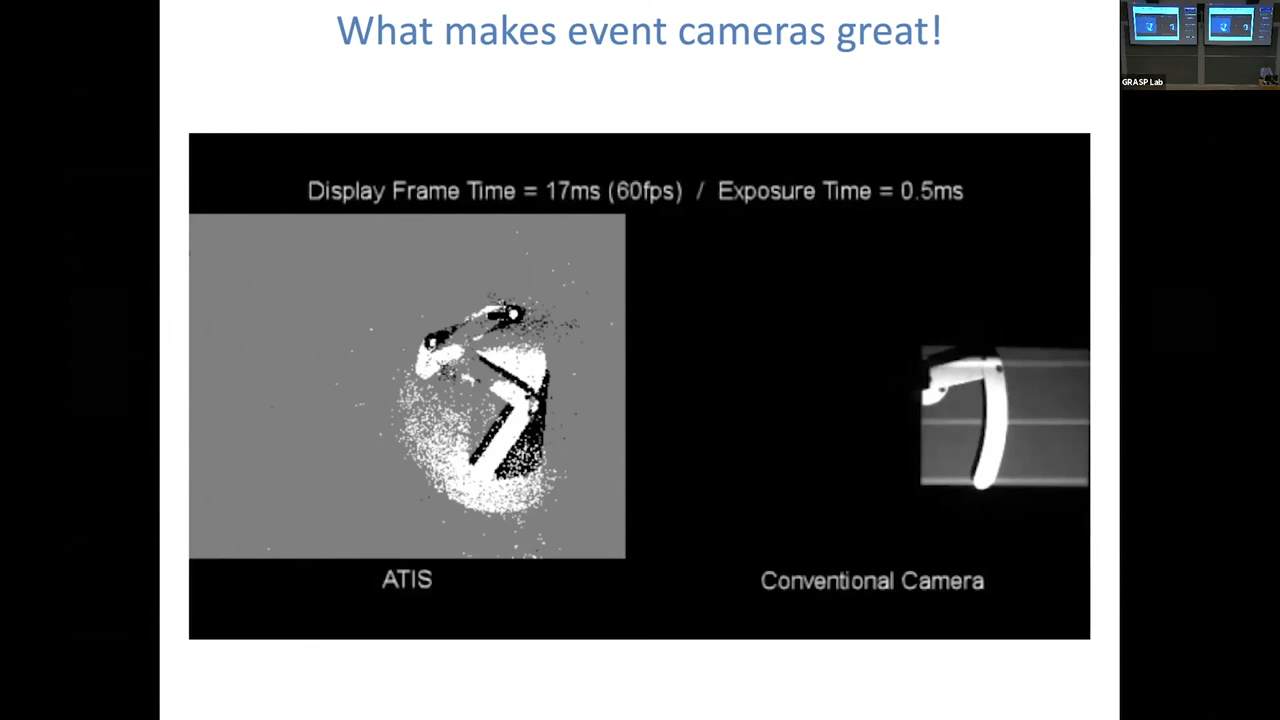 What makes event cameras great!
GRASP Lab
Display Frame Time = 17ms (60fps) / Exposure Time = 0.5ms
ATIS
Conventional Camera